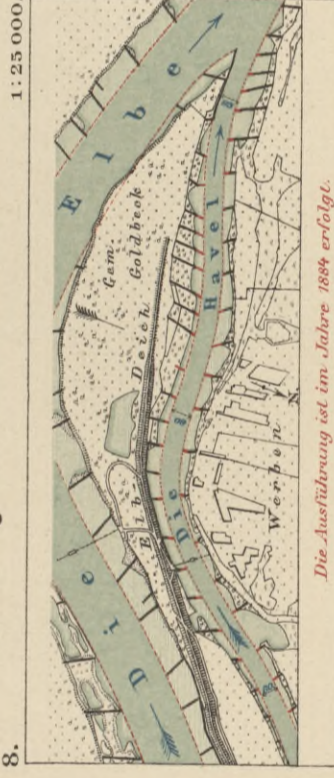 8.
1:25 000.
Die Elbe
Gem.
Goldbeck
Elb Deich
Die Havel
Werben
N.
Die Ausführung ist im Jahre 1884 erfolgt.